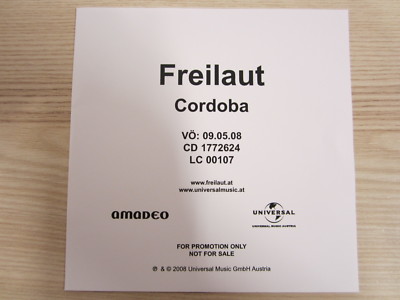 Freilaut
Cordoba
VÖ: 09.05.08
CD 1772624
LC 00107
www.freilaut.at
www.universalmusic.at
amadeo
UNIVERSAL
UNIVERSAL MUSIC AUSTRIA
FOR PROMOTION ONLY
NOT FOR SALE
℗ & © 2008 Universal Music GmbH Austria